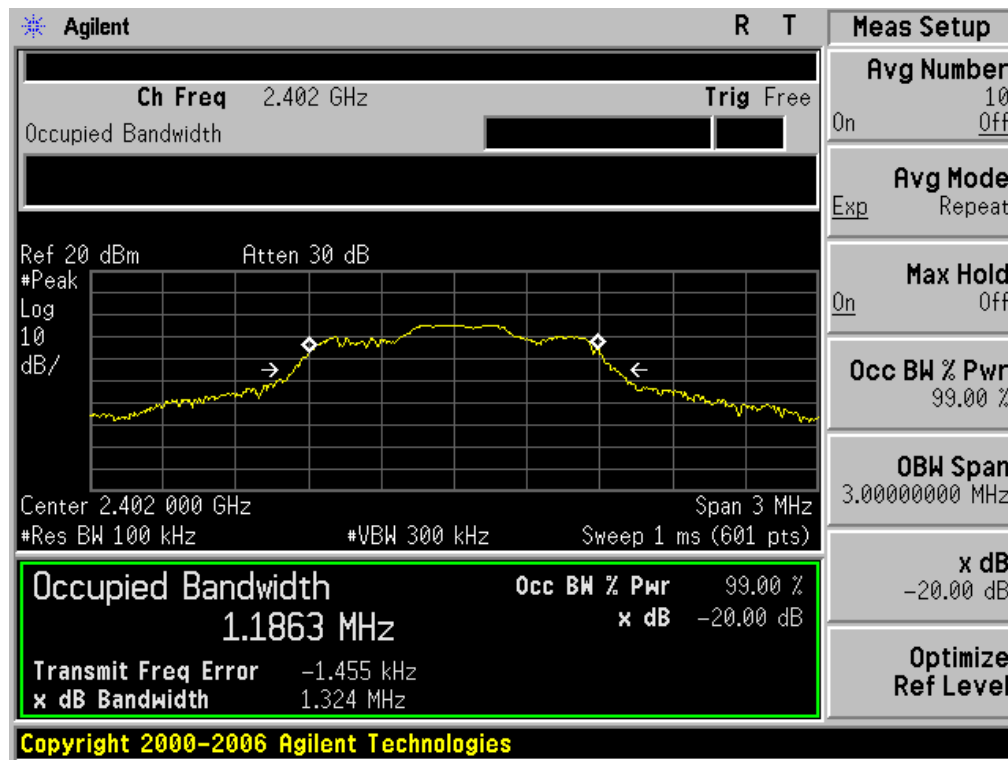 Agilent R T
Meas Setup
Ch Freq 2.402 GHz Trig Free
Occupied Bandwidth
Ref 20 dBm Atten 30 dB
#Peak
Log
10
dB/
Center 2.402 000 GHz Span 3 MHz
#Res BW 100 kHz #VBW 300 kHz Sweep 1 ms (601 pts)
Occupied Bandwidth
1.1863 MHz
Occ BW % Pwr 99.00 %
x dB -20.00 dB
Transmit Freq Error -1.455 kHz
x dB Bandwidth 1.324 MHz
Avg Number
10
On Off
Avg Mode
Exp Repeat
Max Hold
On Off
Occ BW % Pwr
99.00 %
OBW Span
3.00000000 MHz
x dB
-20.00 dB
Optimize
Ref Level
Copyright 2000-2006 Agilent Technologies